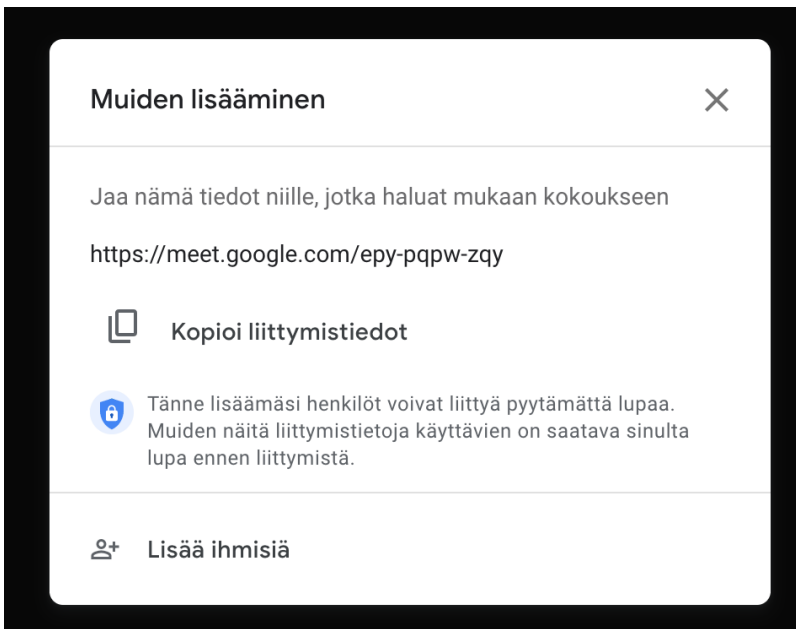 Muiden lisääminen
Jaa nämä tiedot niille, jotka haluat mukaan kokoukseen
https://meet.google.com/epy-pqpw-zqy
Kopioi liittymistiedot
Tänne lisäämäsi henkilöt voivat liittyä pyytämättä lupaa.
Muiden näitä liittymistietoja käyttävien on saatava sinulta
lupa ennen liittymistä.
Lisää ihmisiä